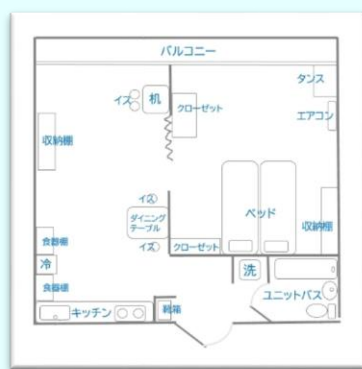 バルコニー
イス
机
クローゼット
タンス
エアコン
収納棚
イス
ダイニング
テーブル
イス
ベッド
収納棚
食器棚
冷
食器棚
クローゼット
洗
ユニットバス
キッチン
靴箱